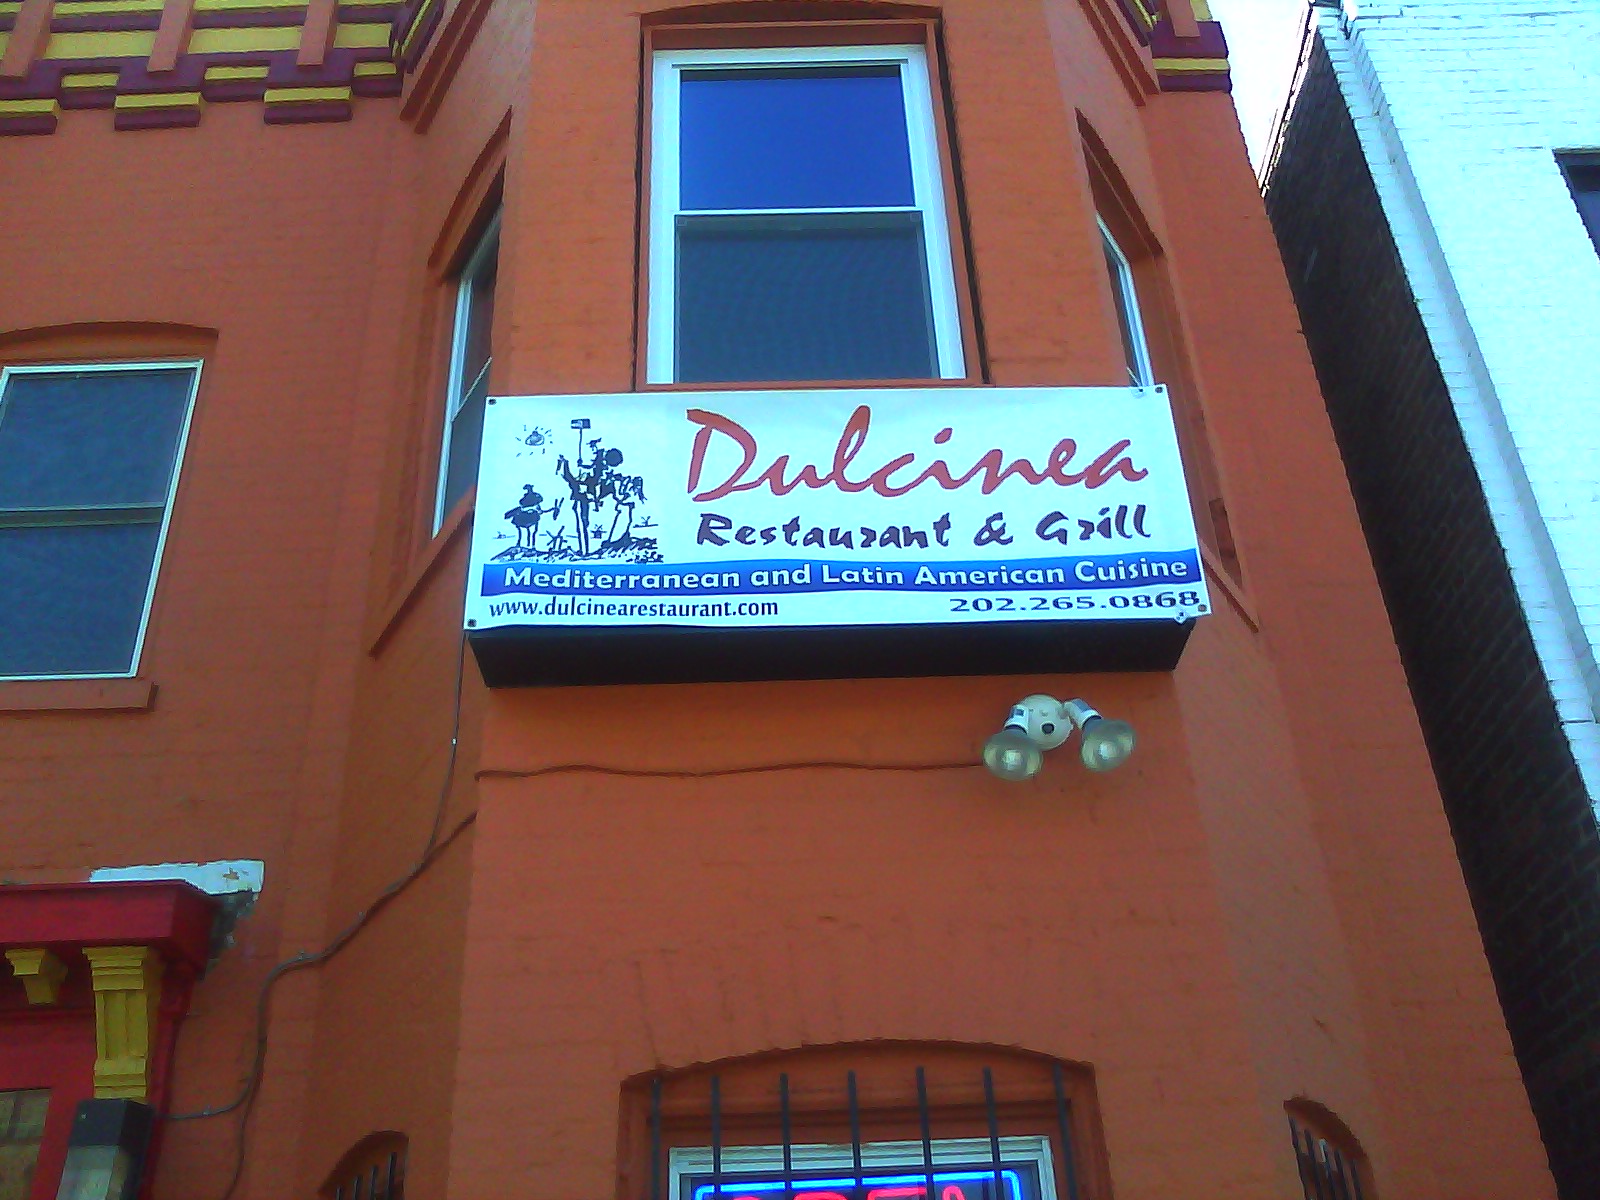 Dulcinea
Restaurant & Grill
Mediterranean and Latin American Cuisine
www.dulcinearestaurant.com 202.265.0868